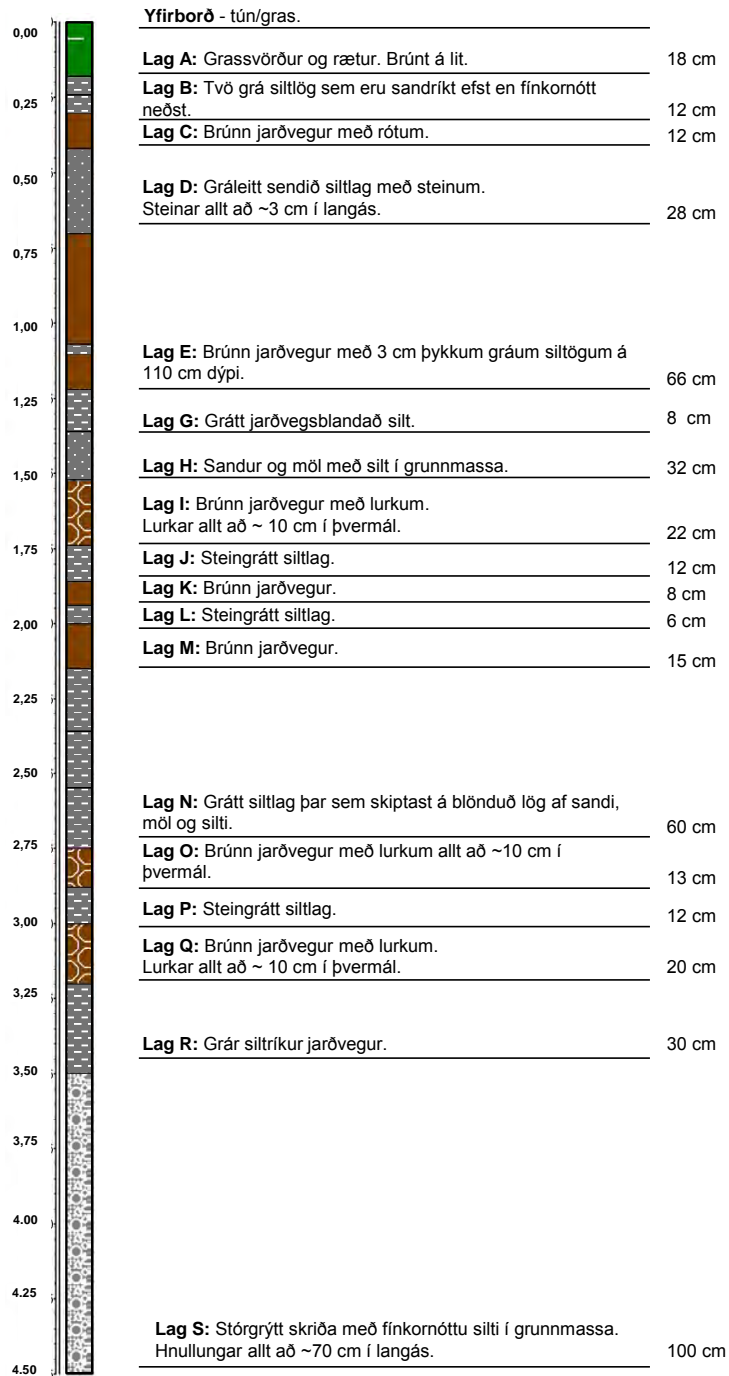 Yfirborð - tún/gras.
0,00
Lag A: Grassvörður og rætur. Brúnt á lit. 18 cm
Lag B: Tvö grá siltlög sem eru sandríkt efst en fínkornótt
0,25
neðst. 12 cm
Lag C: Brúnn jarðvegur með rótum. 12 cm
0,50
Lag D: Gráleitt sendið siltlag með steinum.
Steinar allt að ~3 cm í langás. 28 cm
0,75
1,00
Lag E: Brúnn jarðvegur með 3 cm þykkum gráum siltögum á
110 cm dýpi. 66 cm
1,25
Lag G: Grátt jarðvegsblandað silt. 8 cm
Lag H: Sandur og möl með silt í grunnmassa. 32 cm
1,50
Lag I: Brúnn jarðvegur með lurkum.
Lurkar allt að ~ 10 cm í þvermál. 22 cm
1,75
Lag J: Steingrátt siltlag. 12 cm
Lag K: Brúnn jarðvegur. 8 cm
Lag L: Steingrátt siltlag. 6 cm
2,00
Lag M: Brúnn jarðvegur. 15 cm
2,25
2,50
Lag N: Grátt siltlag þar sem skiptast á blönduð lög af sandi,
möl og silti. 60 cm
2,75
Lag O: Brúnn jarðvegur með lurkum allt að ~10 cm í
þvermál. 13 cm
Lag P: Steingrátt siltlag. 12 cm
3,00
Lag Q: Brúnn jarðvegur með lurkum.
Lurkar allt að ~ 10 cm í þvermál. 20 cm
3,25
Lag R: Grár siltríkur jarðvegur. 30 cm
3,50
3,75
4.00
4.25
Lag S: Stórgrýtt skriða með fínkornóttu silti í grunnmassa.
Hnullungar allt að ~70 cm í langás. 100 cm
4.50